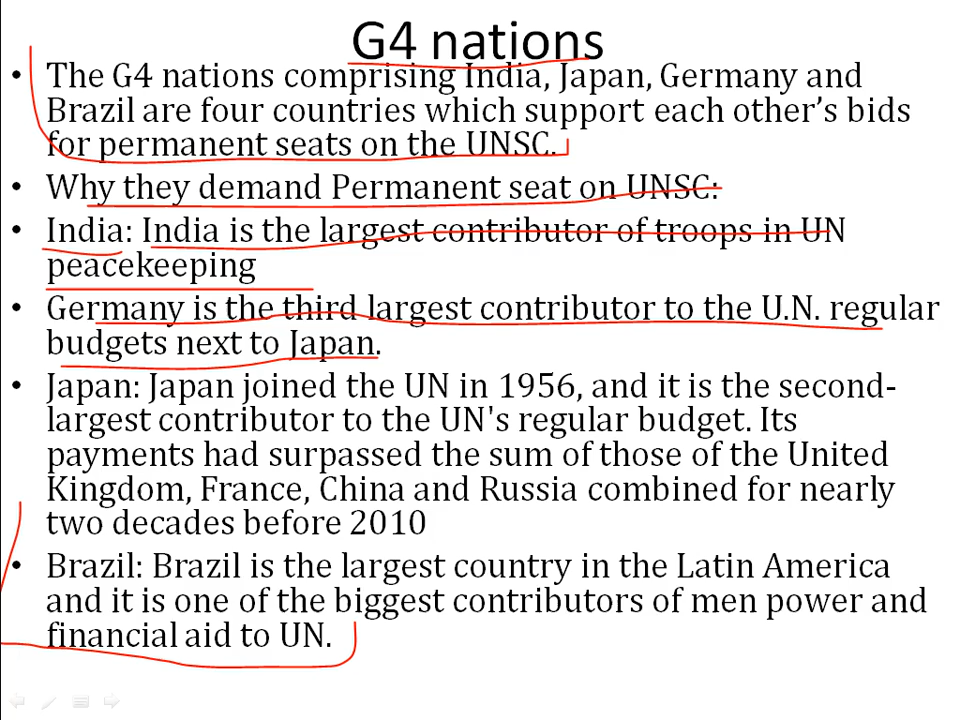 G4 nations
• The G4 nations comprising India, Japan, Germany and
Brazil are four countries which support each other’s bids
for permanent seats on the UNSC.
• Why they demand Permanent seat on UNSC:
• India: India is the largest contributor of troops in UN
peacekeeping
• Germany is the third largest contributor to the U.N. regular
budgets next to Japan.
• Japan: Japan joined the UN in 1956, and it is the second-
largest contributor to the UN's regular budget. Its
payments had surpassed the sum of those of the United
Kingdom, France, China and Russia combined for nearly
two decades before 2010
• Brazil: Brazil is the largest country in the Latin America
and it is one of the biggest contributors of men power and
financial aid to UN.